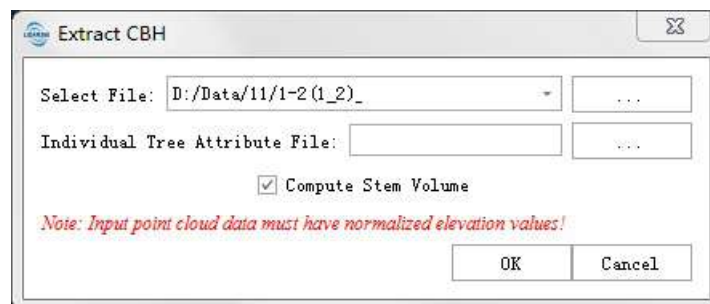 Extract CBH
Select File: D:/Data/11/1-2(1_2)_ ...
Individual Tree Attribute File: ...
Compute Stem Volume
Note: Input point cloud data must have normalized elevation values!
OK Cancel